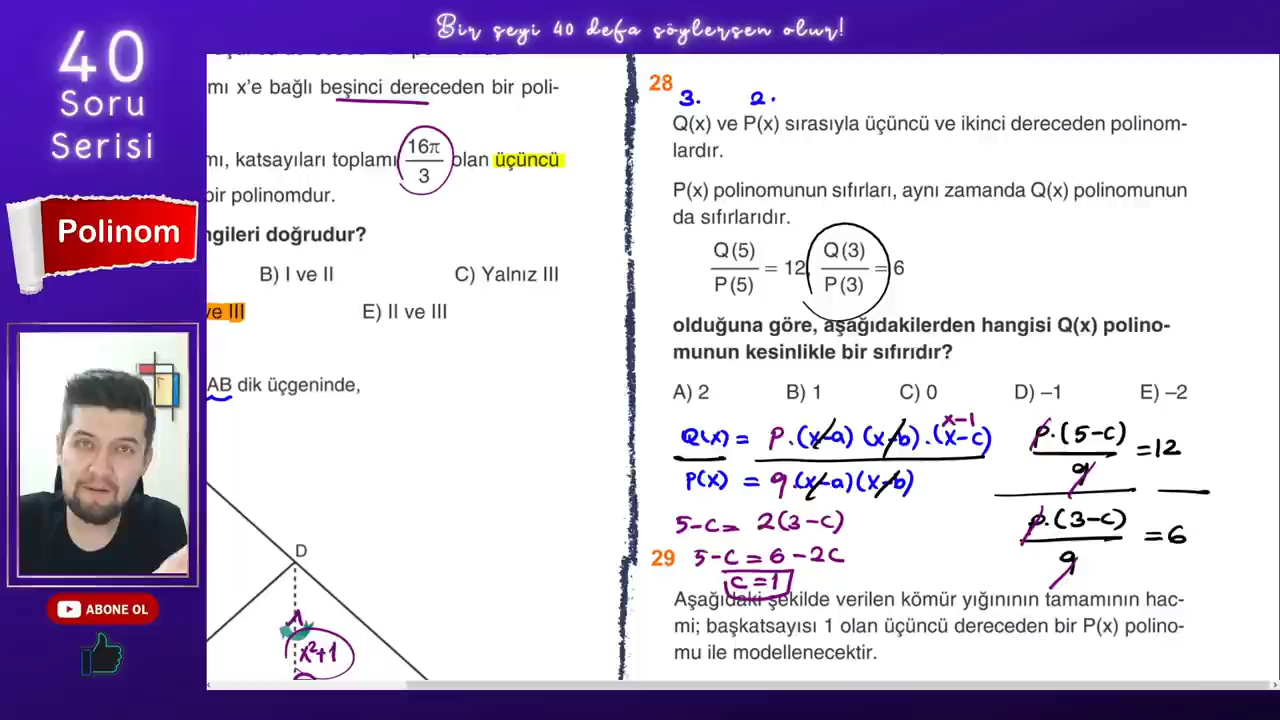 Bir şeyi 40 defa söylersen olur!
40
Soru
Serisi
Polinom
ABONE OL
mı x'e bağlı beşinci dereceden bir poli-
mı, katsayıları toplamı 16π/3 olan üçüncü
bir polinomdur.
ngileri doğrudur?
B) I ve II C) Yalnız III
ve III E) II ve III
AB dik üçgeninde,
D
x²+1
28
3. 2.
Q(x) ve P(x) sırasıyla üçüncü ve ikinci dereceden polinom-
lardır.
P(x) polinomunun sıfırları, aynı zamanda Q(x) polinomunun
da sıfırlarıdır.
Q(5)/P(5) = 12, Q(3)/P(3) = 6
olduğuna göre, aşağıdakilerden hangisi Q(x) polino-
munun kesinlikle bir sıfırıdır?
A) 2 B) 1 C) 0 D) –1 E) –2
x-1
Q(x) = p.(x-a)(x-b).(x-c)
P(x) = q.(x-a)(x-b)
p.(5-c)/q = 12
p.(3-c)/q = 6
5-c = 2(3-c)
5-c = 6-2c
c=1
29
Aşağıdaki şekilde verilen kömür yığınının tamamının hac-
mi; başkatsayısı 1 olan üçüncü dereceden bir P(x) polino-
mu ile modellenecektir.